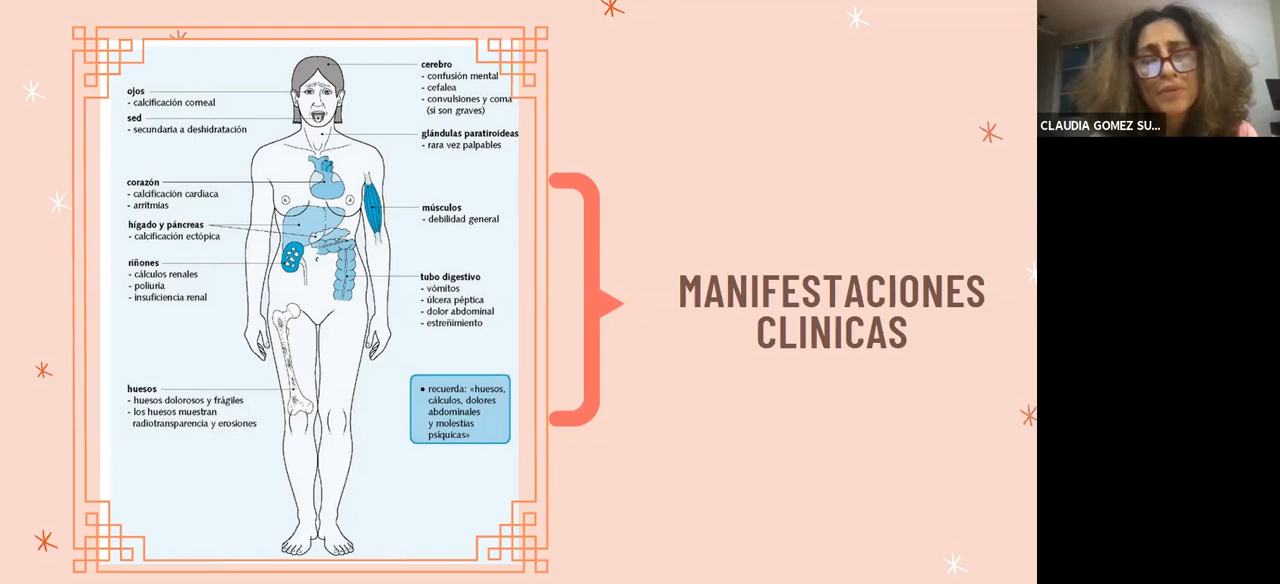 ojos
- calcificación corneal
sed
- secundaria a deshidratación
corazón
- calcificación cardiaca
- arritmias
hígado y páncreas
- calcificación ectópica
riñones
- cálculos renales
- poliuria
- insuficiencia renal
huesos
- huesos dolorosos y frágiles
- los huesos muestran
radiotransparencia y erosiones
cerebro
- confusión mental
- cefalea
- convulsiones y coma
(si son graves)
glándulas paratiroideas
- rara vez palpables
músculos
- debilidad general
tubo digestivo
- vómitos
- úlcera péptica
- dolor abdominal
- estreñimiento
• recuerda: «huesos,
cálculos, dolores
abdominales
y molestias
psíquicas»
MANIFESTACIONES
CLINICAS
CLAUDIA GOMEZ SU...